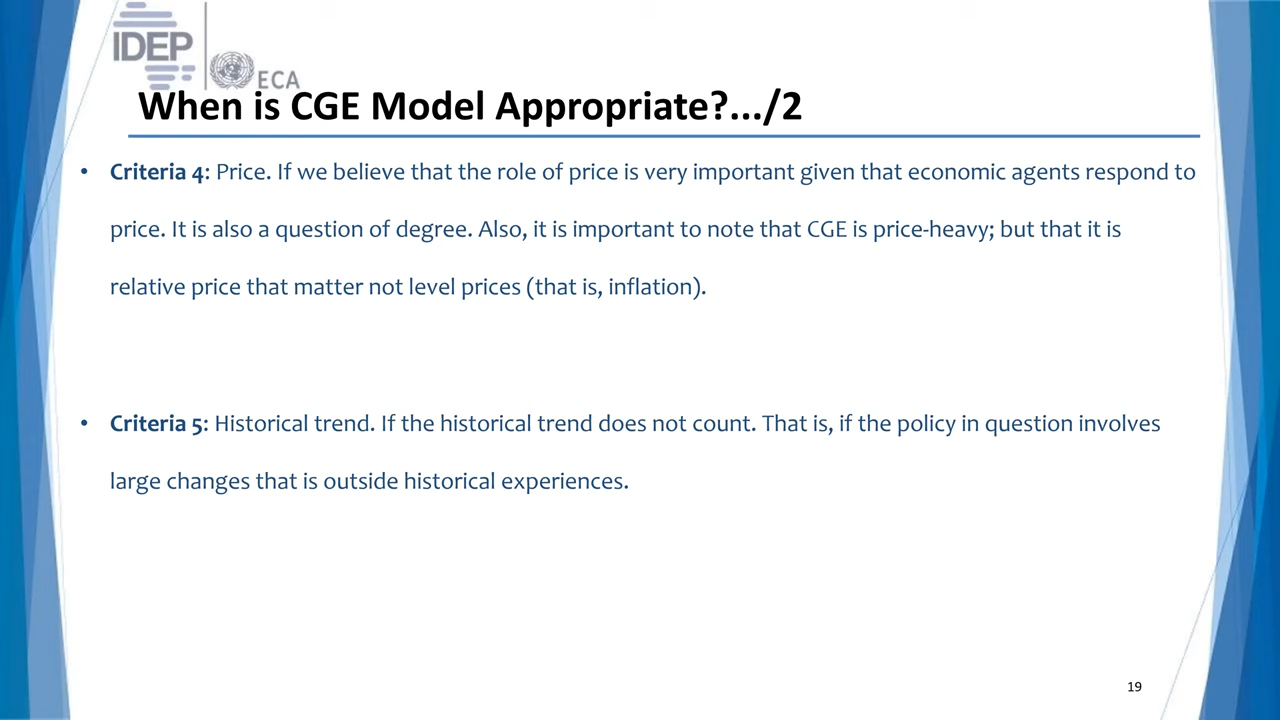 IDEP
ECA
When is CGE Model Appropriate?.../2
• Criteria 4: Price. If we believe that the role of price is very important given that economic agents respond to
price. It is also a question of degree. Also, it is important to note that CGE is price-heavy; but that it is
relative price that matter not level prices (that is, inflation).
• Criteria 5: Historical trend. If the historical trend does not count. That is, if the policy in question involves
large changes that is outside historical experiences.
19